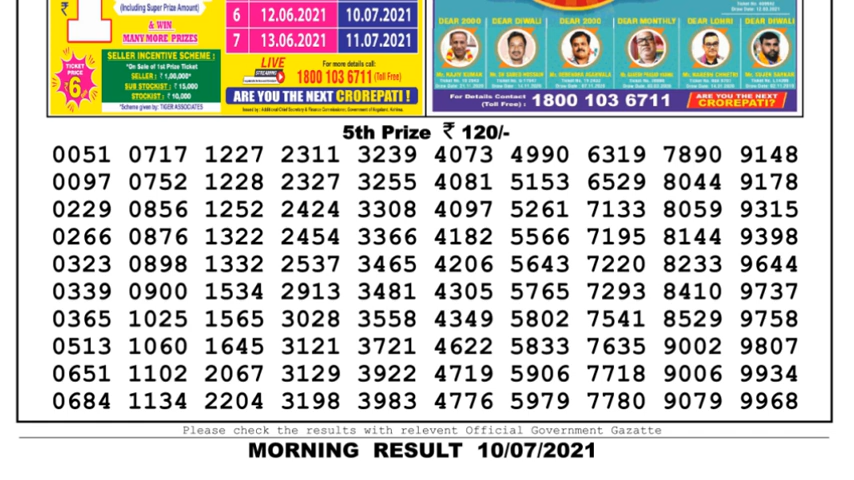 ₹ 1
(Including Super Prize Amount)
& WIN
MANY MORE PRIZES
6 12.06.2021 10.07.2021
7 13.06.2021 11.07.2021
TICKET PRICE ₹6
SELLER INCENTIVE SCHEME :
*On Sale of 1st Prize Ticket
SELLER : ₹ 1,00,000*
SUB STOCKIST : ₹ 15,000
STOCKIST : ₹ 10,000
*Scheme given by: TIGER ASSOCIATES
LIVE
STREAMING
For more details call:
1800 103 6711 (Toll Free)
ARE YOU THE NEXT CROREPATI !
DEAR 2000 DEAR DIWALI DEAR 2000 DEAR MONTHLY DEAR LOHRI DEAR DIWALI
For Details Contact
(Toll Free) : 1800 103 6711
ARE YOU THE NEXT
CROREPATI?
5th Prize ₹ 120/-
0051 0717 1227 2311 3239 4073 4990 6319 7890 9148
0097 0752 1228 2327 3255 4081 5153 6529 8044 9178
0229 0856 1252 2424 3308 4097 5261 7133 8059 9315
0266 0876 1322 2454 3366 4182 5566 7195 8144 9398
0323 0898 1332 2537 3465 4206 5643 7220 8233 9644
0339 0900 1534 2913 3481 4305 5765 7293 8410 9737
0365 1025 1565 3028 3558 4349 5802 7541 8529 9758
0513 1060 1645 3121 3721 4622 5833 7635 9002 9807
0651 1102 2067 3129 3922 4719 5906 7718 9006 9934
0684 1134 2204 3198 3983 4776 5979 7780 9079 9968
Please check the results with relevent Official Government Gazatte
MORNING RESULT 10/07/2021